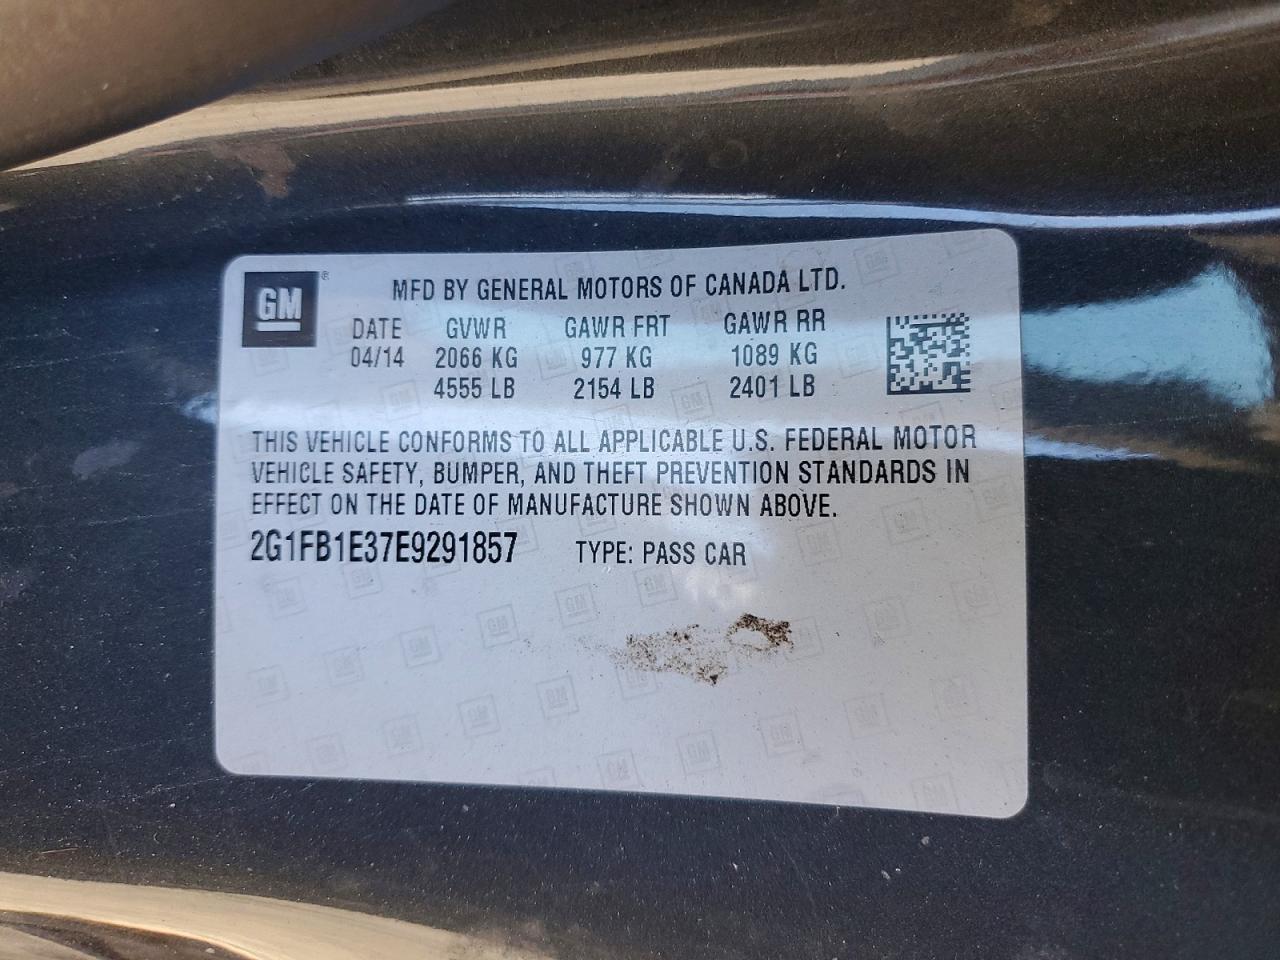 GM®
MFD BY GENERAL MOTORS OF CANADA LTD.
DATE GVWR GAWR FRT GAWR RR
04/14 2066 KG 977 KG 1089 KG
4555 LB 2154 LB 2401 LB
THIS VEHICLE CONFORMS TO ALL APPLICABLE U.S. FEDERAL MOTOR
VEHICLE SAFETY, BUMPER, AND THEFT PREVENTION STANDARDS IN
EFFECT ON THE DATE OF MANUFACTURE SHOWN ABOVE.
2G1FB1E37E9291857 TYPE: PASS CAR